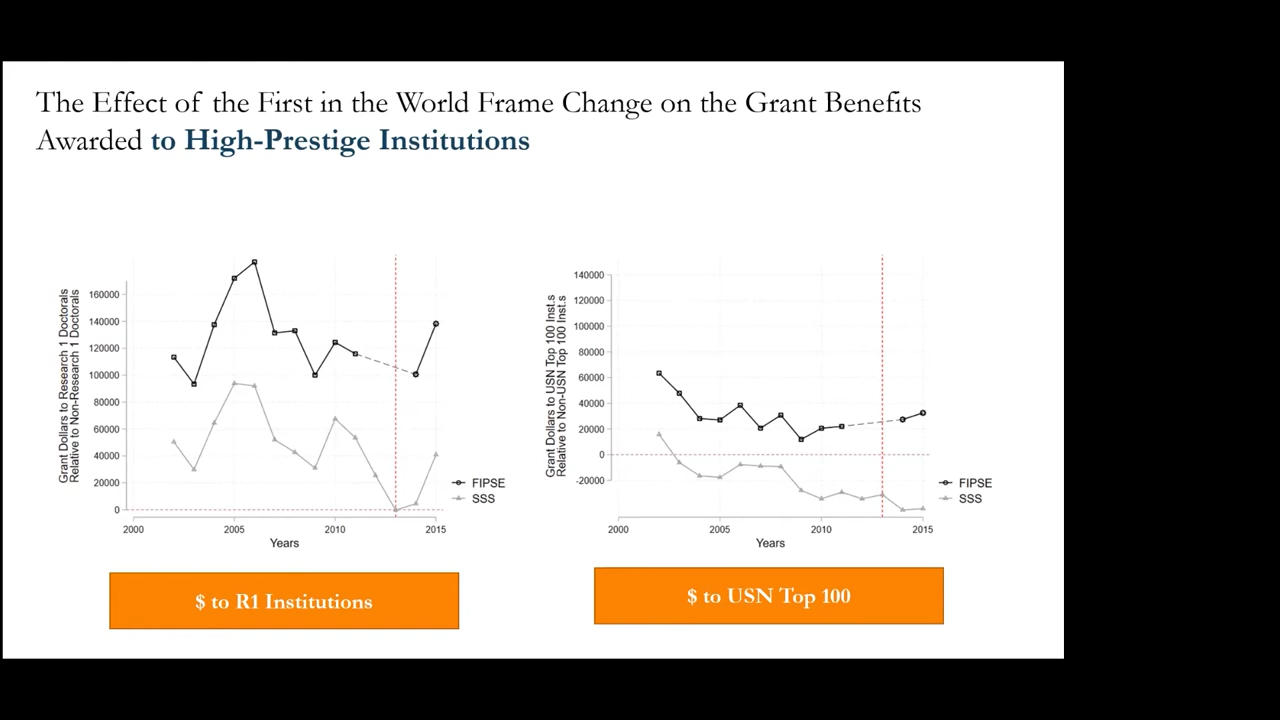 The Effect of the First in the World Frame Change on the Grant Benefits
Awarded to High-Prestige Institutions
Grant Dollars to Research 1 Doctorals
Relative to Non-Research 1 Doctorals
160000
140000
120000
100000
80000
60000
40000
20000
0
2000
2005
2010
2015
Years
FIPSE
SSS
$ to R1 Institutions
Grant Dollars to USN Top 100 Inst.s
Relative to Non-USN Top 100 Inst.s
140000
120000
100000
80000
60000
40000
20000
0
-20000
2000
2005
2010
2015
Years
FIPSE
SSS
$ to USN Top 100